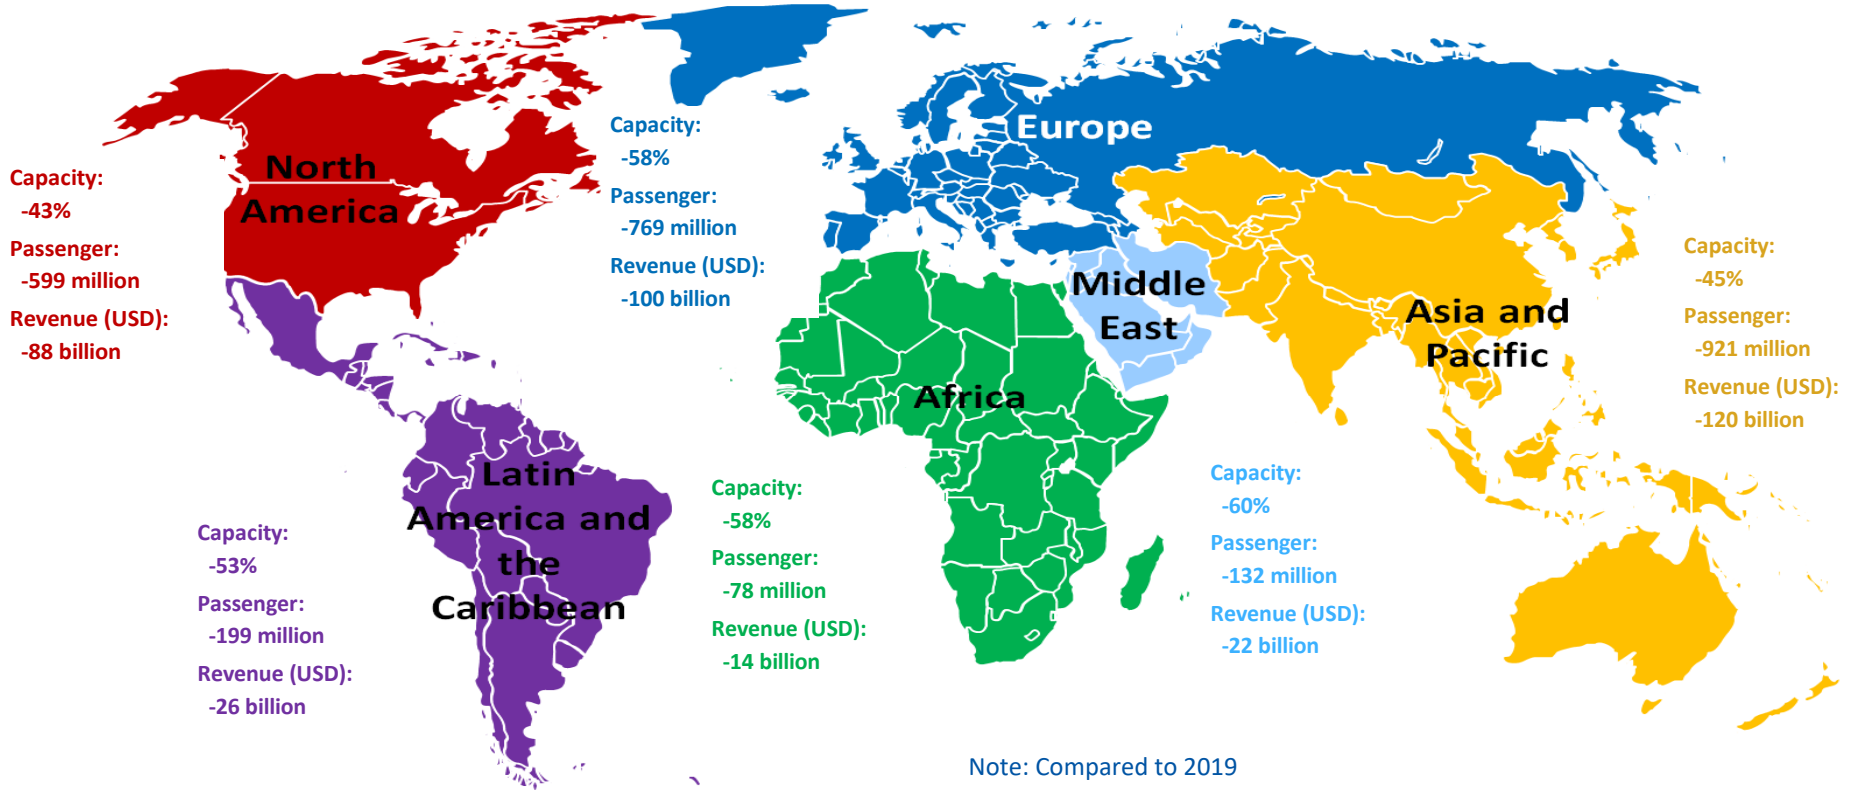 North
America
Capacity:
-43%
Passenger:
-599 million
Revenue (USD):
-88 billion
Capacity:
-58%
Passenger:
-769 million
Revenue (USD):
-100 billion
Europe
Middle
East
Asia and
Pacific
Capacity:
-45%
Passenger:
-921 million
Revenue (USD):
-120 billion
Africa
Latin
America and
the
Caribbean
Capacity:
-53%
Passenger:
-199 million
Revenue (USD):
-26 billion
Capacity:
-58%
Passenger:
-78 million
Revenue (USD):
-14 billion
Capacity:
-60%
Passenger:
-132 million
Revenue (USD):
-22 billion
Note: Compared to 2019